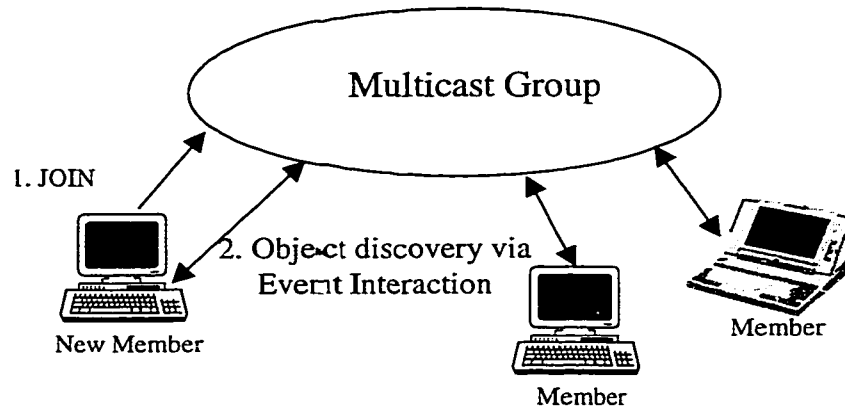 Multicast Group
1. JOIN
2. Object discovery via
Event Interaction
New Member
Member
Member